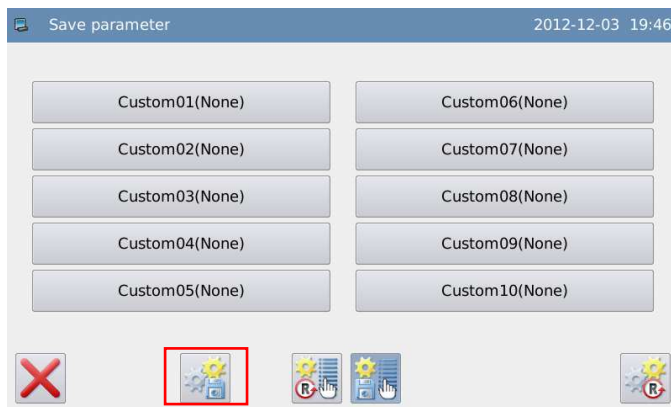 Save parameter 2012-12-03 19:46
Custom01(None) Custom06(None)
Custom02(None) Custom07(None)
Custom03(None) Custom08(None)
Custom04(None) Custom09(None)
Custom05(None) Custom10(None)
R R